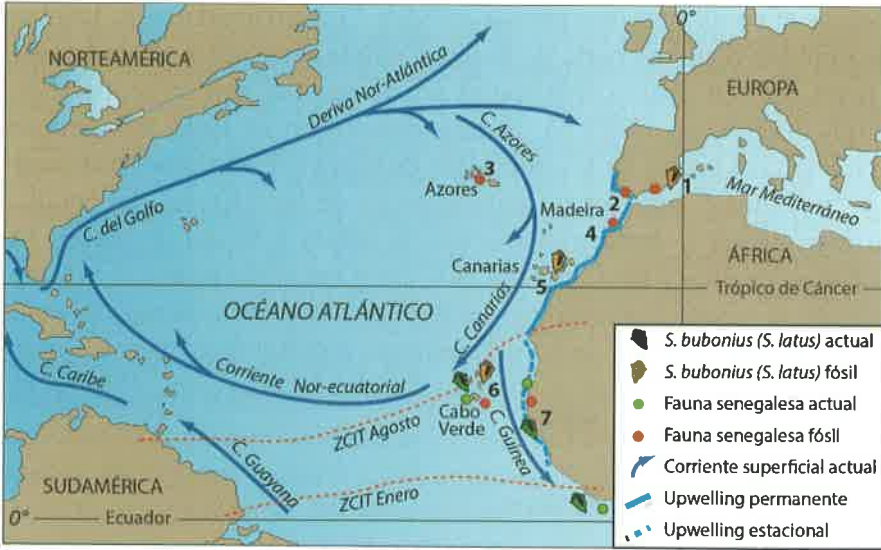 0°
NORTEAMÉRICA
EUROPA
Deriva Nor-Atlántica
C. Azores
3
Azores
1
2
Mar Mediterráneo
C. del Golfo
Madeira
4
ÁFRICA
Canarias
5
Trópico de Cáncer
OCÉANO ATLÁNTICO
C. Canarias
C. Caribe
Corriente Nor-ecuatorial
6
Cabo
Verde
7
ZCIT Agosto
C. Guinea
C. Guayana
SUDAMÉRICA
ZCIT Enero
0° Ecuador
S. bubonius (S. latus) actual
S. bubonius (S. latus) fósil
Fauna senegalesa actual
Fauna senegalesa fósil
Corriente superficial actual
Upwelling permanente
Upwelling estacional